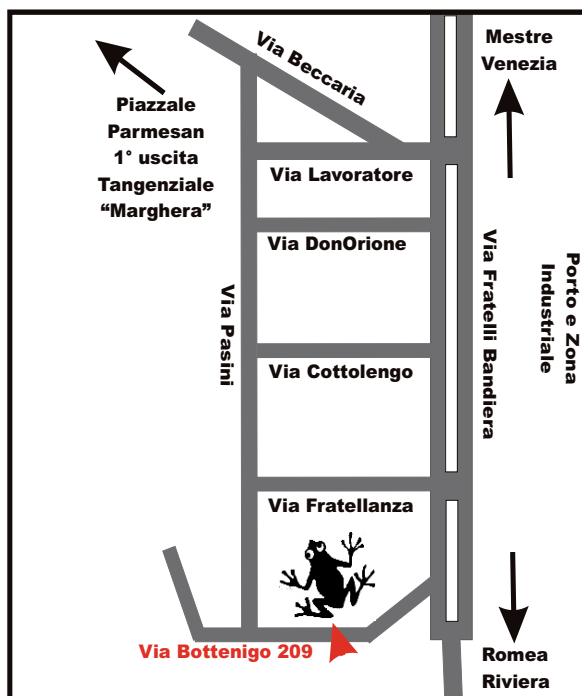 Mestre
Venezia
Via Beccaria
Piazzale
Parmesan
1° uscita
Tangenziale
“Marghera”
Via Lavoratore
Via DonOrione
Via Pasini
Via Fratelli Bandiera
Porto e Zona
Industriale
Via Cottolengo
Via Fratellanza
Via Bottenigo 209
Romea
Riviera